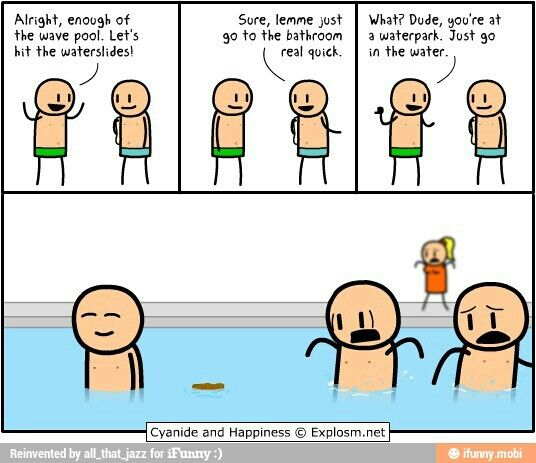 Alright, enough of
the wave pool. Let's
hit the waterslides!
Sure, lemme just
go to the bathroom
real quick.
What? Dude, you're at
a waterpark. Just go
in the water.
Cyanide and Happiness © Explosm.net
Reinvented by all_that_jazz for iFunny :)
ifunny.mobi